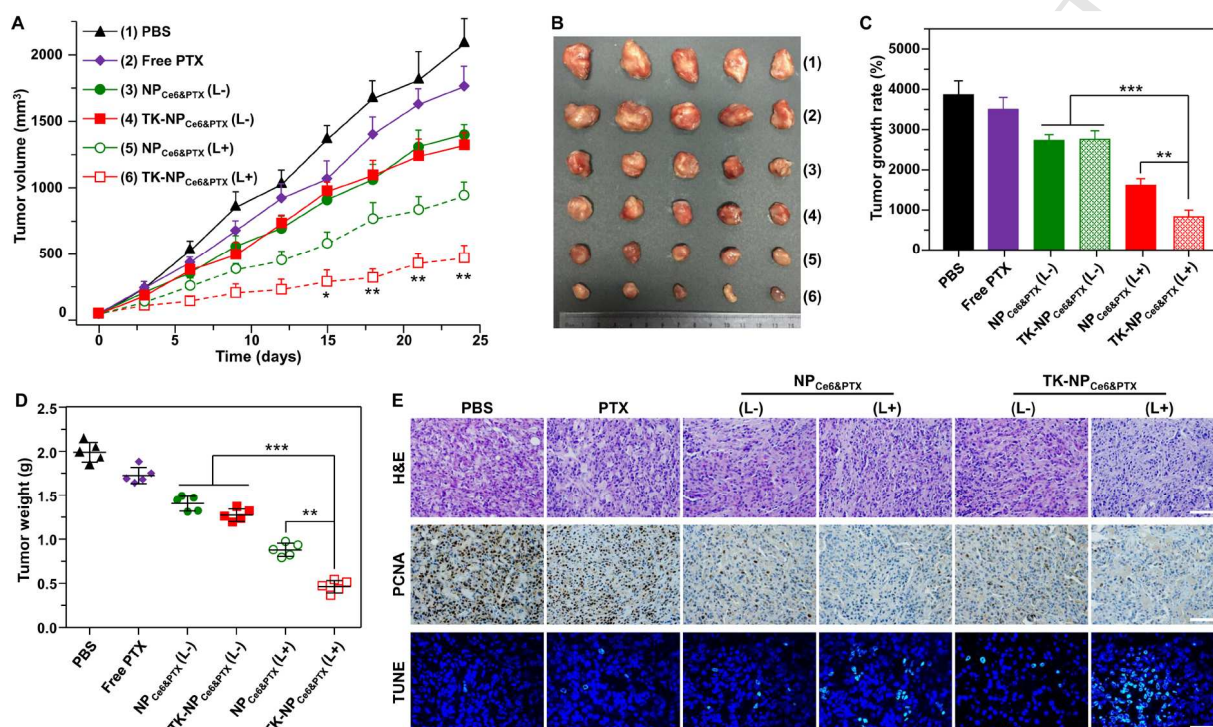 A
Tumor volume (mm³)
2000
1500
1000
500
0
(1) PBS
(2) Free PTX
(3) NPCe6&PTX (L-)
(4) TK-NPCe6&PTX (L-)
(5) NPCe6&PTX (L+)
(6) TK-NPCe6&PTX (L+)
*
**
**
**
0 5 10 15 20 25
Time (days)
B
(1)
(2)
(3)
(4)
(5)
(6)
C
Tumor growth rate (%)
5000
4000
3000
2000
1000
0
***
**
PBS
Free PTX
NPCe6&PTX (L-)
TK-NPCe6&PTX (L-)
NPCe6&PTX (L+)
TK-NPCe6&PTX (L+)
D
Tumor weight (g)
2.5
2.0
1.5
1.0
0.5
0.0
***
**
PBS
Free PTX
NPCe6&PTX (L-)
TK-NPCe6&PTX (L-)
NPCe6&PTX (L+)
TK-NPCe6&PTX (L+)
E
NPCe6&PTX TK-NPCe6&PTX
PBS PTX (L-) (L+) (L-) (L+)
H&E
PCNA
TUNE